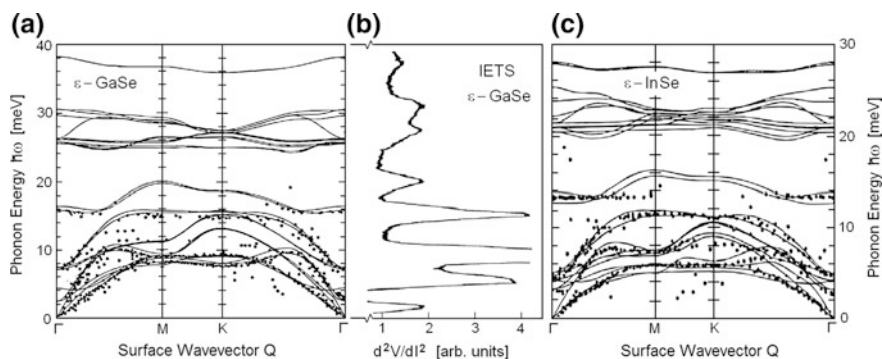 (a)
40
30
20
10
0
Phonon Energy ħω [meV]
ε-GaSe
Γ
M
K
Γ
Surface Wavevector Q
(b)
IETS
ε-GaSe
1
2
3
4
d²V/dI² [arb. units]
(c)
ε-InSe
Γ
M
K
Γ
Surface Wavevector Q
30
20
10
0
Phonon Energy ħω [meV]